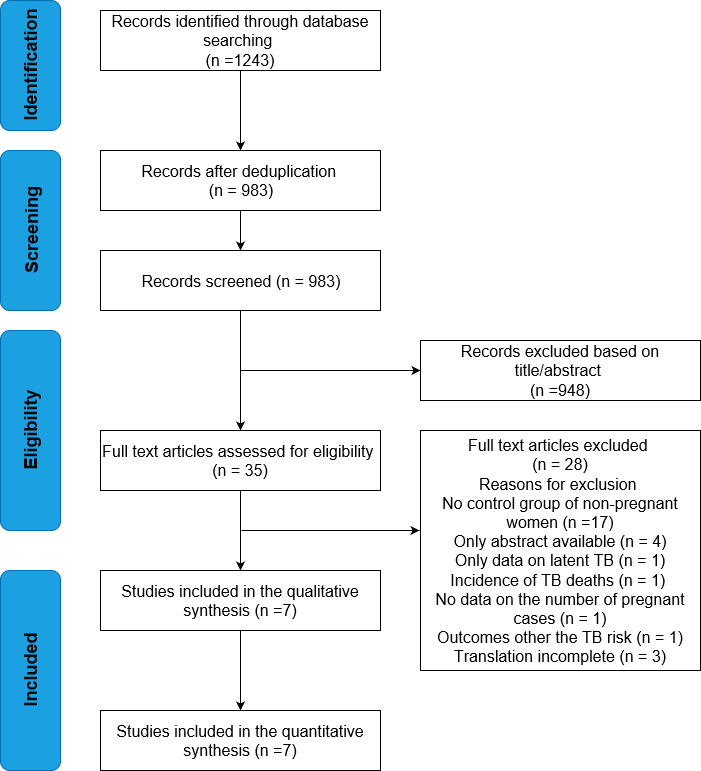 Identification
Records identified through database
searching
(n =1243)
Screening
Records after deduplication
(n = 983)
Records screened (n = 983)
Eligibility
Records excluded based on
title/abstract
(n =948)
Full text articles assessed for eligibility
(n = 35)
Full text articles excluded
(n = 28)
Reasons for exclusion
No control group of non-pregnant
women (n =17)
Only abstract available (n = 4)
Only data on latent TB (n = 1)
Incidence of TB deaths (n = 1)
No data on the number of pregnant
cases (n = 1)
Outcomes other the TB risk (n = 1)
Translation incomplete (n = 3)
Included
Studies included in the qualitative
synthesis (n =7)
Studies included in the quantitative
synthesis (n =7)